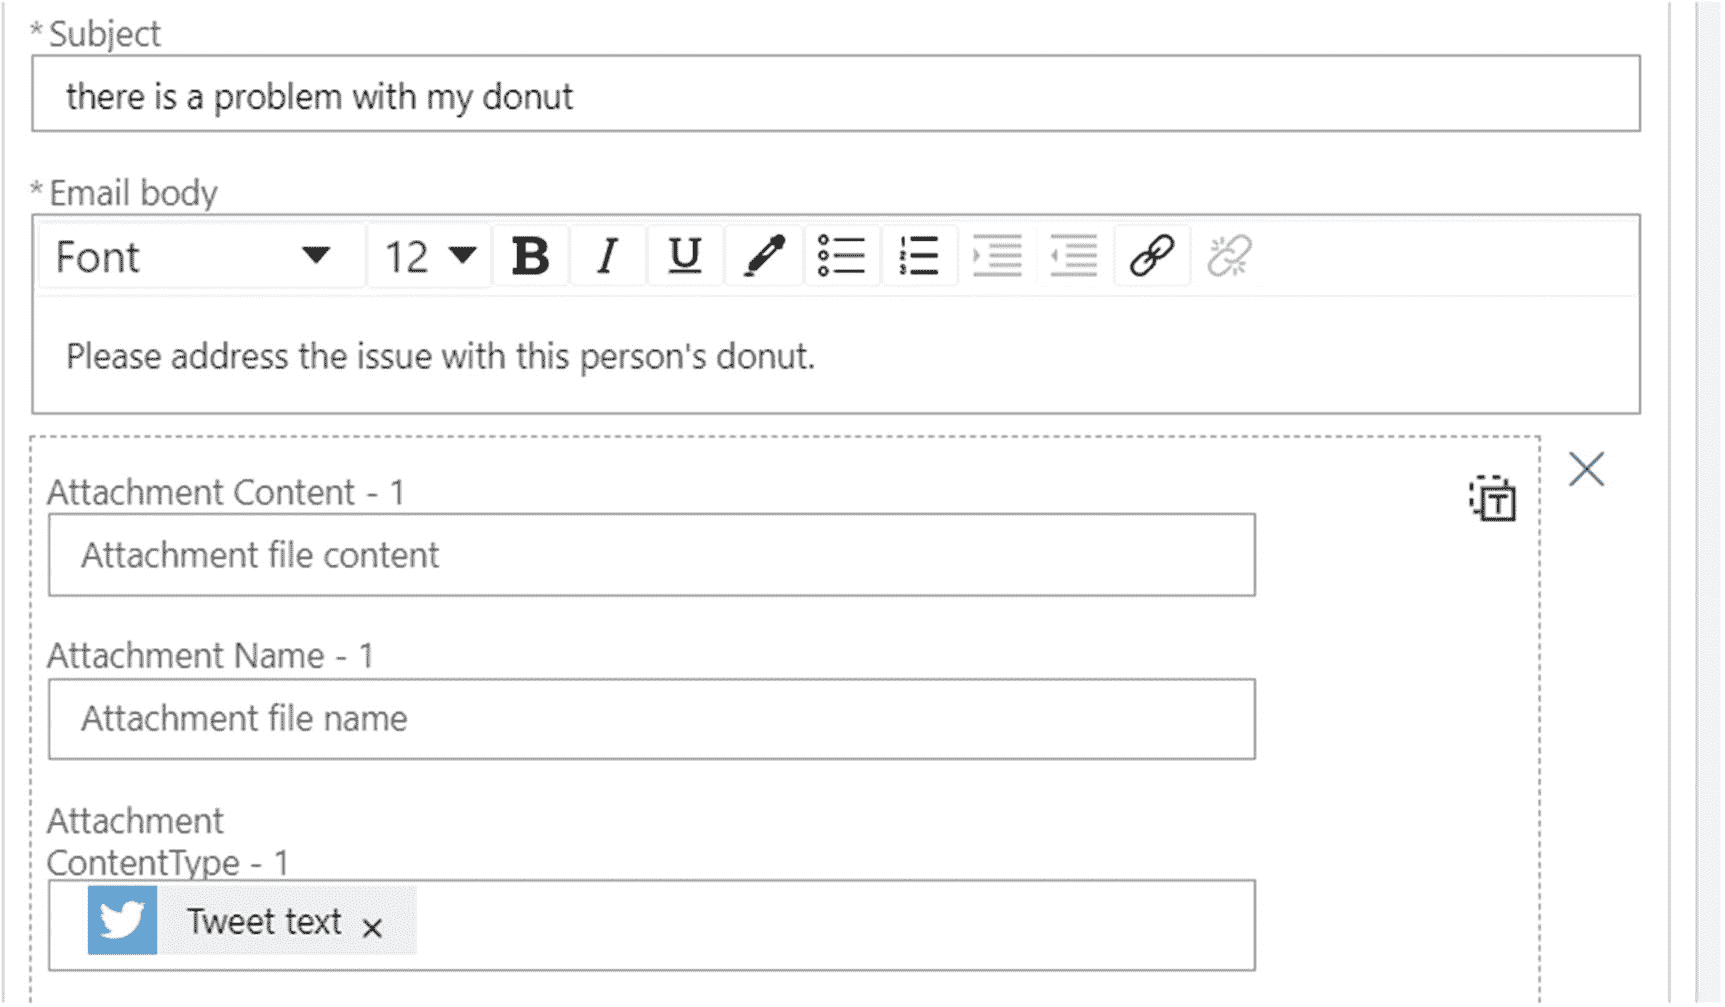 * Subject
there is a problem with my donut
* Email body
Font 12 B I U
Please address the issue with this person's donut.
Attachment Content - 1
T
Attachment file content
Attachment Name - 1
Attachment file name
Attachment
ContentType - 1
Tweet text ×